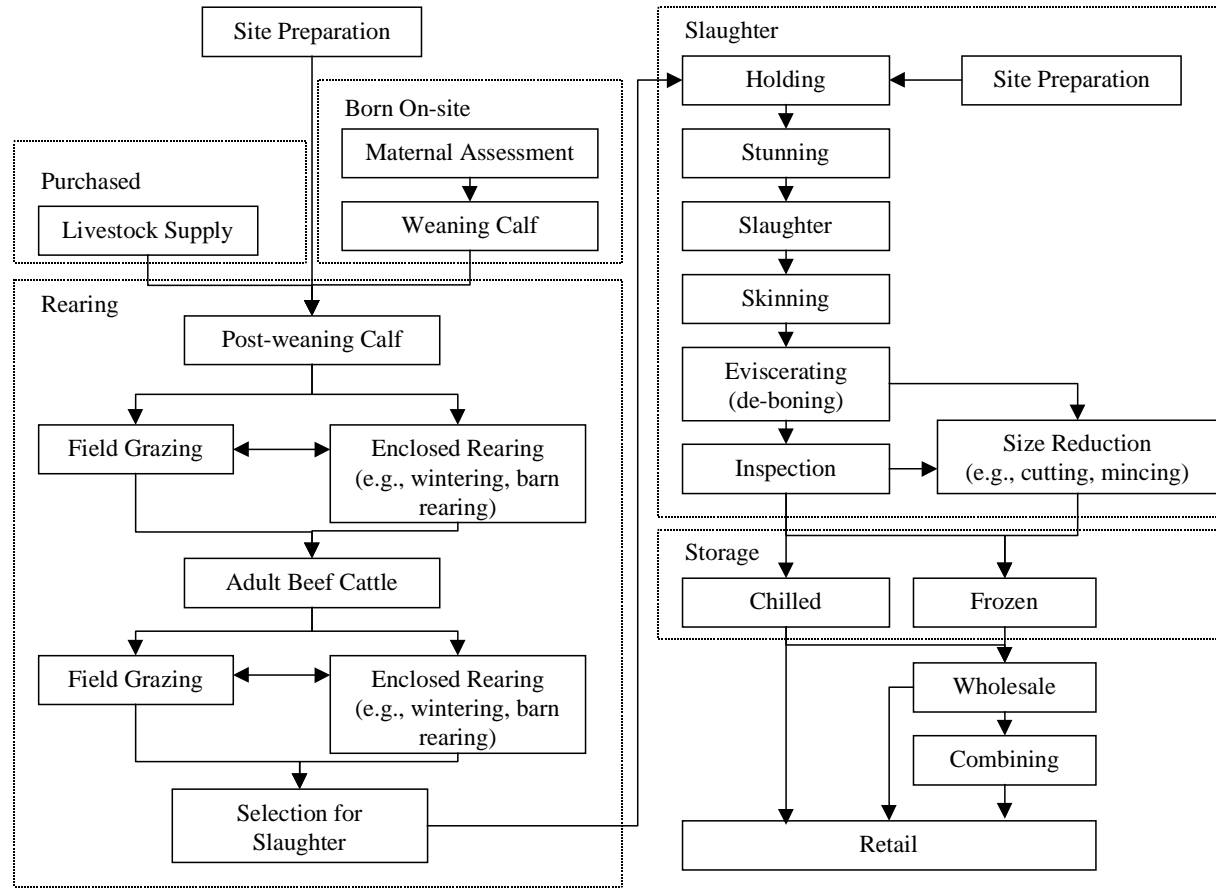 Site Preparation
Born On-site
Maternal Assessment
Weaning Calf
Purchased
Livestock Supply
Rearing
Post-weaning Calf
Field Grazing
Enclosed Rearing
(e.g., wintering, barn
rearing)
Adult Beef Cattle
Field Grazing
Enclosed Rearing
(e.g., wintering, barn
rearing)
Selection for
Slaughter
Slaughter
Holding
Site Preparation
Stunning
Slaughter
Skinning
Eviscerating
(de-boning)
Inspection
Size Reduction
(e.g., cutting, mincing)
Storage
Chilled
Frozen
Wholesale
Combining
Retail